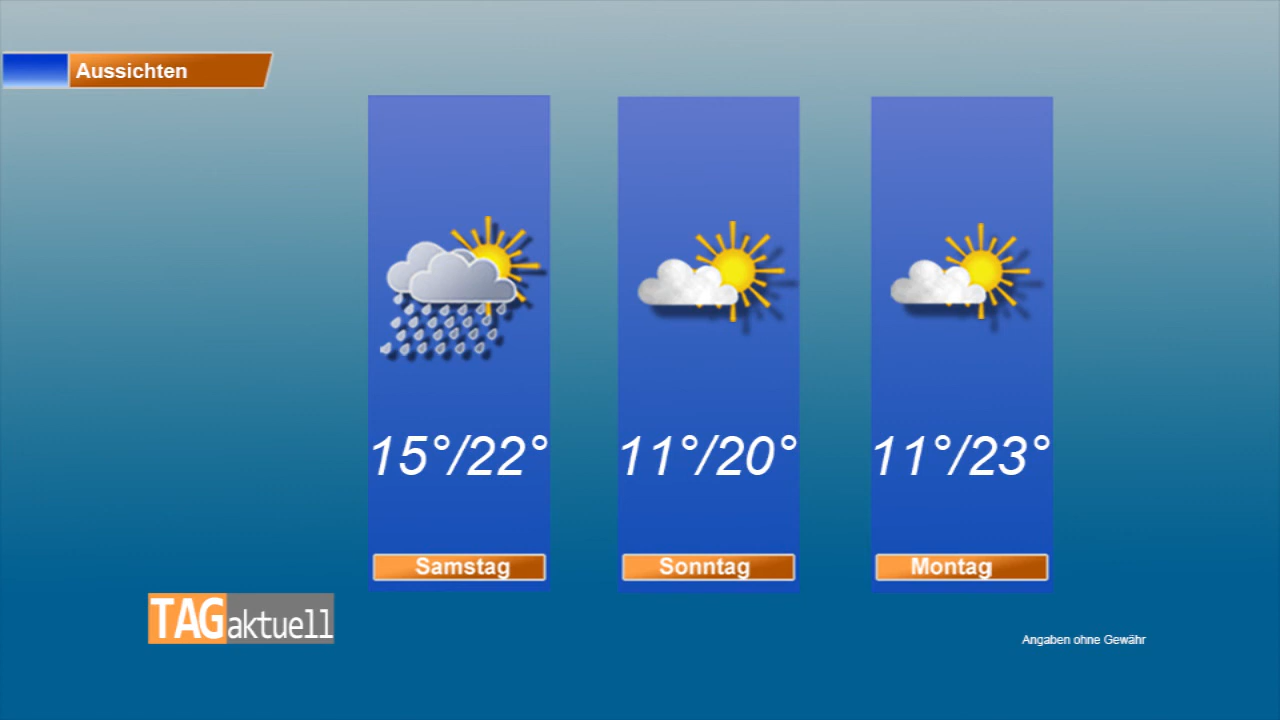 Aussichten
15°/22°
11°/20°
11°/23°
Samstag
Sonntag
Montag
TAGaktuell
Angaben ohne Gewähr